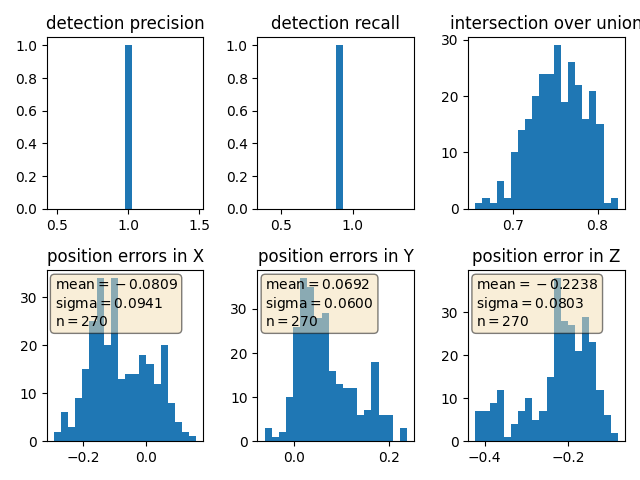 detection precision
detection recall
intersection over union
1.0
0.8
0.6
0.4
0.2
0.0
0.5
1.0
1.5
1.0
0.8
0.6
0.4
0.2
0.0
0.5
1.0
30
20
10
0
0.7
0.8
position errors in X
position errors in Y
position error in Z
mean = −0.0809
sigma = 0.0941
n = 270
30
20
10
0
−0.2
0.0
mean = 0.0692
sigma = 0.0600
n = 270
30
20
10
0
0.0
0.2
mean = −0.2238
sigma = 0.0803
n = 270
30
20
10
0
−0.4
−0.2